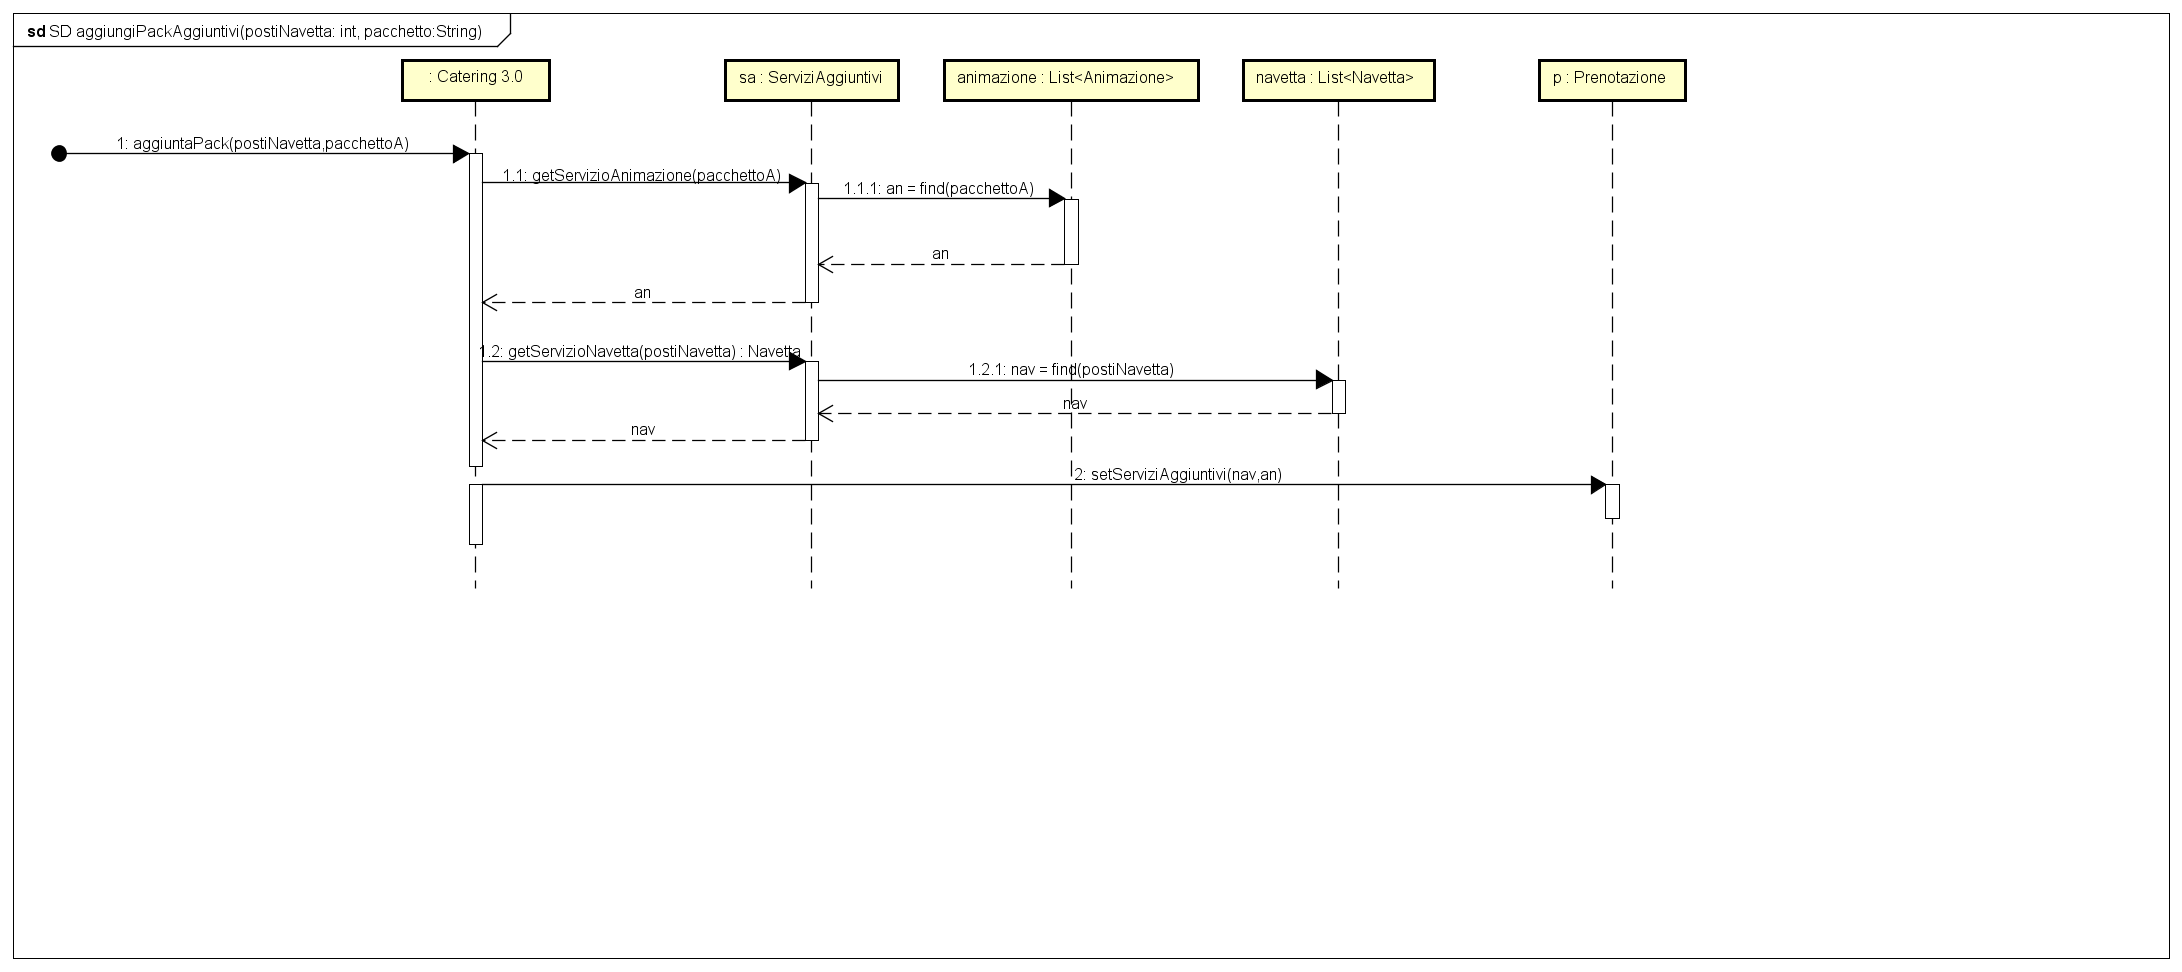 sd SD aggiungiPackAggiuntivi(postiNavetta: int, pacchetto:String)
: Catering 3.0
sa : ServiziAggiuntivi
animazione : List<Animazione>
navetta : List<Navetta>
p : Prenotazione
1: aggiuntaPack(postiNavetta,pacchettoA)
1.1: getServizioAnimazione(pacchettoA)
1.1.1: an = find(pacchettoA)
an
an
1.2: getServizioNavetta(postiNavetta) : Navetta
1.2.1: nav = find(postiNavetta)
nav
nav
2: setServiziAggiuntivi(nav,an)